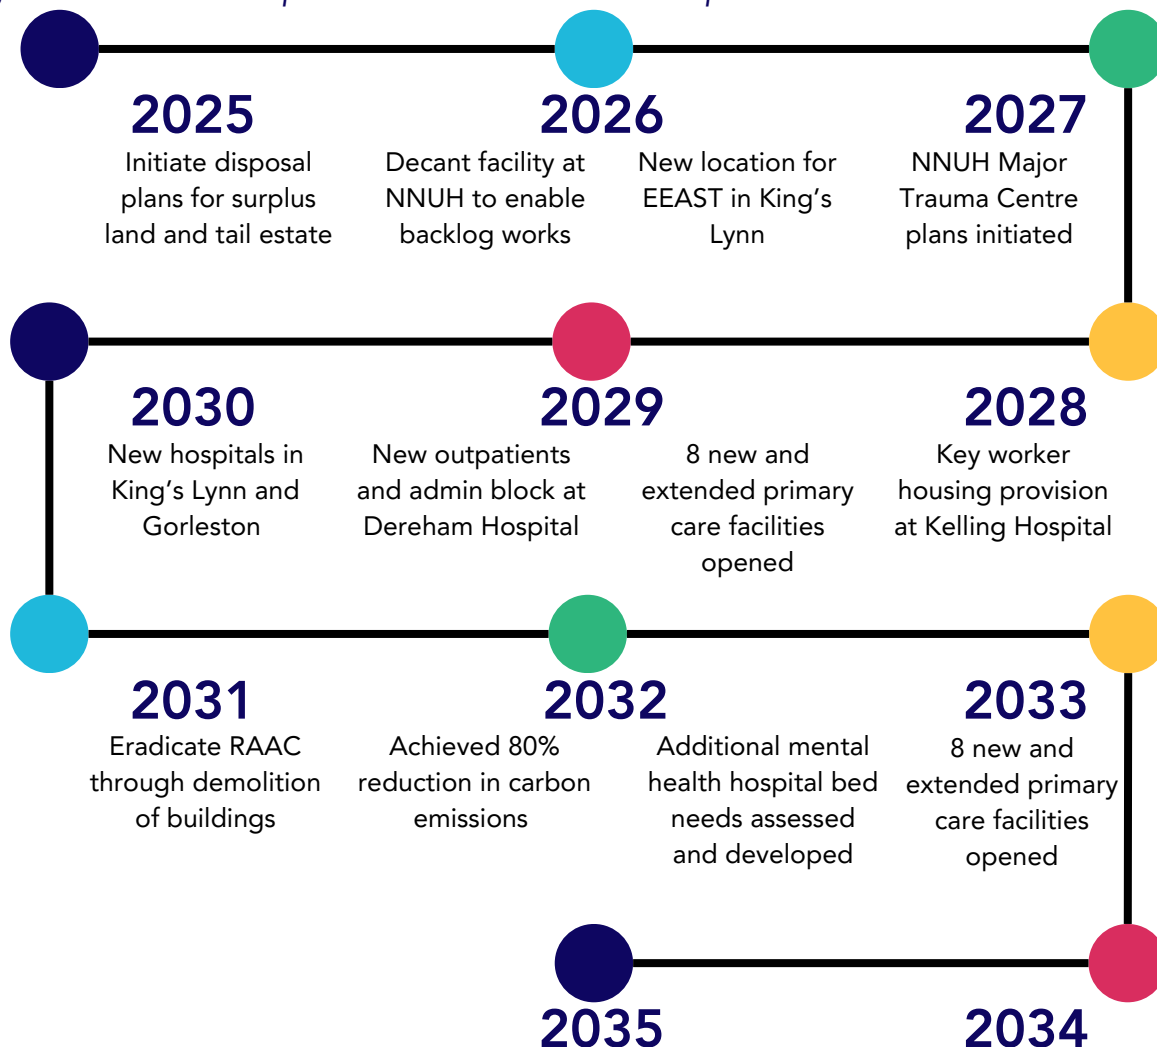 2025
Initiate disposal
plans for surplus
land and tail estate
2026
Decant facility at
NNUH to enable
backlog works
New location for
EEAST in King’s
Lynn
2027
NNUH Major
Trauma Centre
plans initiated
2030
New hospitals in
King’s Lynn and
Gorleston
2029
New outpatients
and admin block at
Dereham Hospital
8 new and
extended primary
care facilities
opened
2028
Key worker
housing provision
at Kelling Hospital
2031
Eradicate RAAC
through demolition
of buildings
2032
Achieved 80%
reduction in carbon
emissions
Additional mental
health hospital bed
needs assessed
and developed
2033
8 new and
extended primary
care facilities
opened
2035
2034